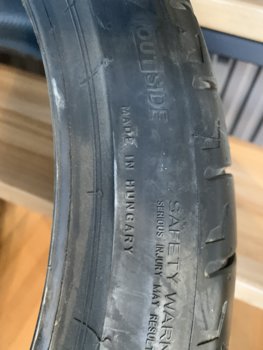 OUTSIDE
MADE IN HUNGARY
SAFETY WARN
SERIOUS INJURY MAY RESULT